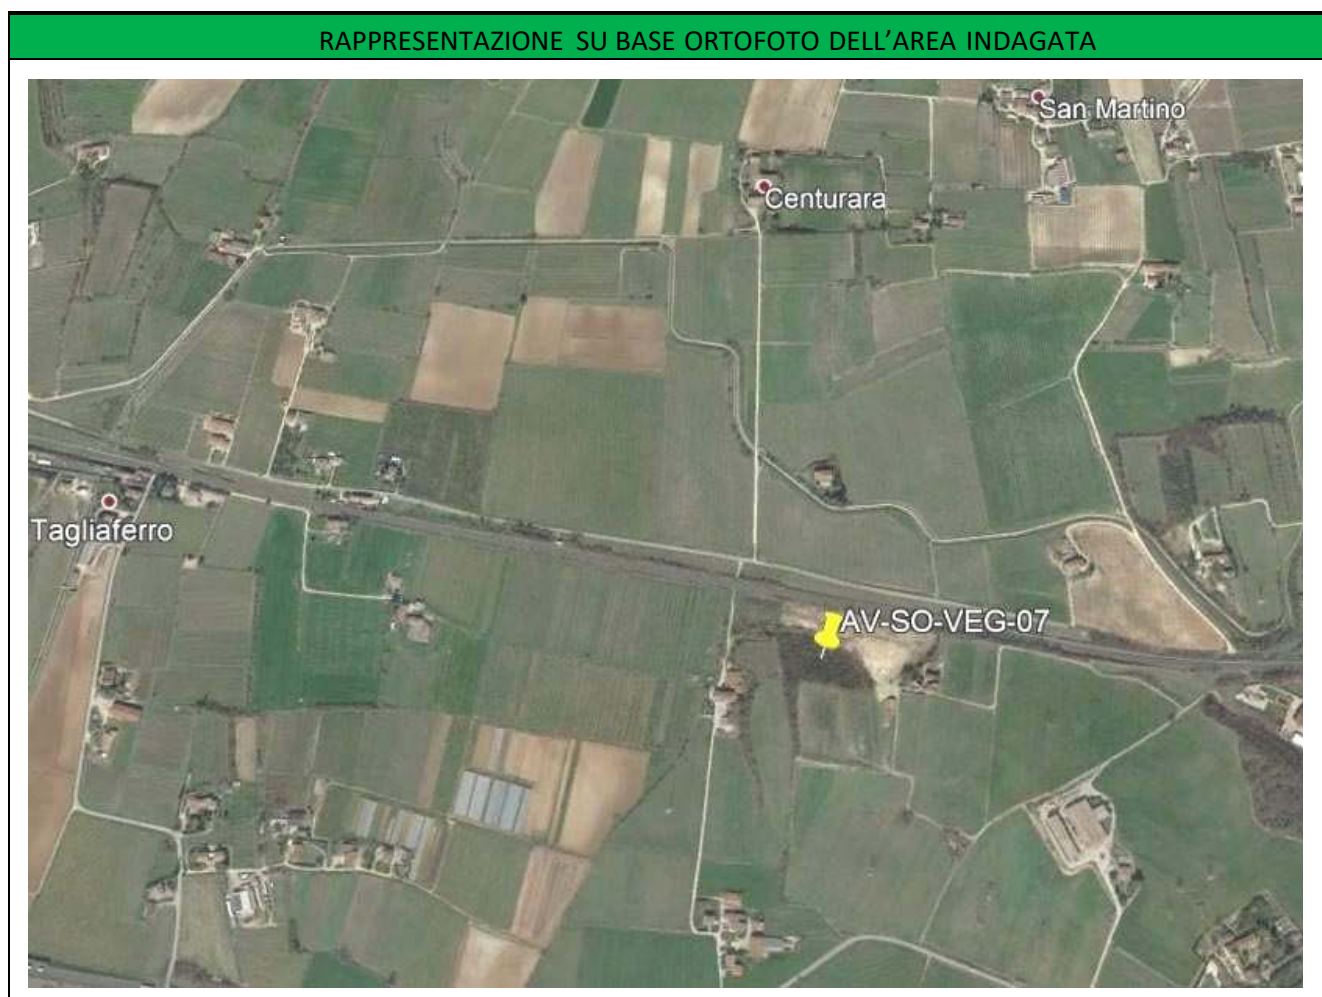 RAPPRESENTAZIONE SU BASE ORTOFOTO DELL’AREA INDAGATA
San Martino
Centurara
Tagliaferro
AV-SO-VEG-07